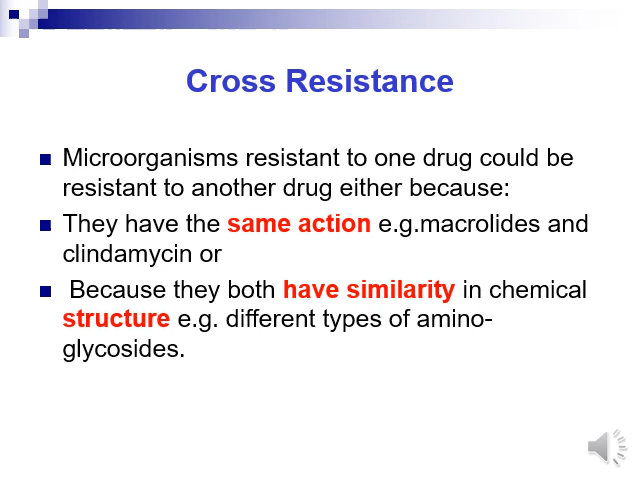 Cross Resistance
Microorganisms resistant to one drug could be
resistant to another drug either because:
They have the same action e.g.macrolides and
clindamycin or
Because they both have similarity in chemical
structure e.g. different types of amino-
glycosides.